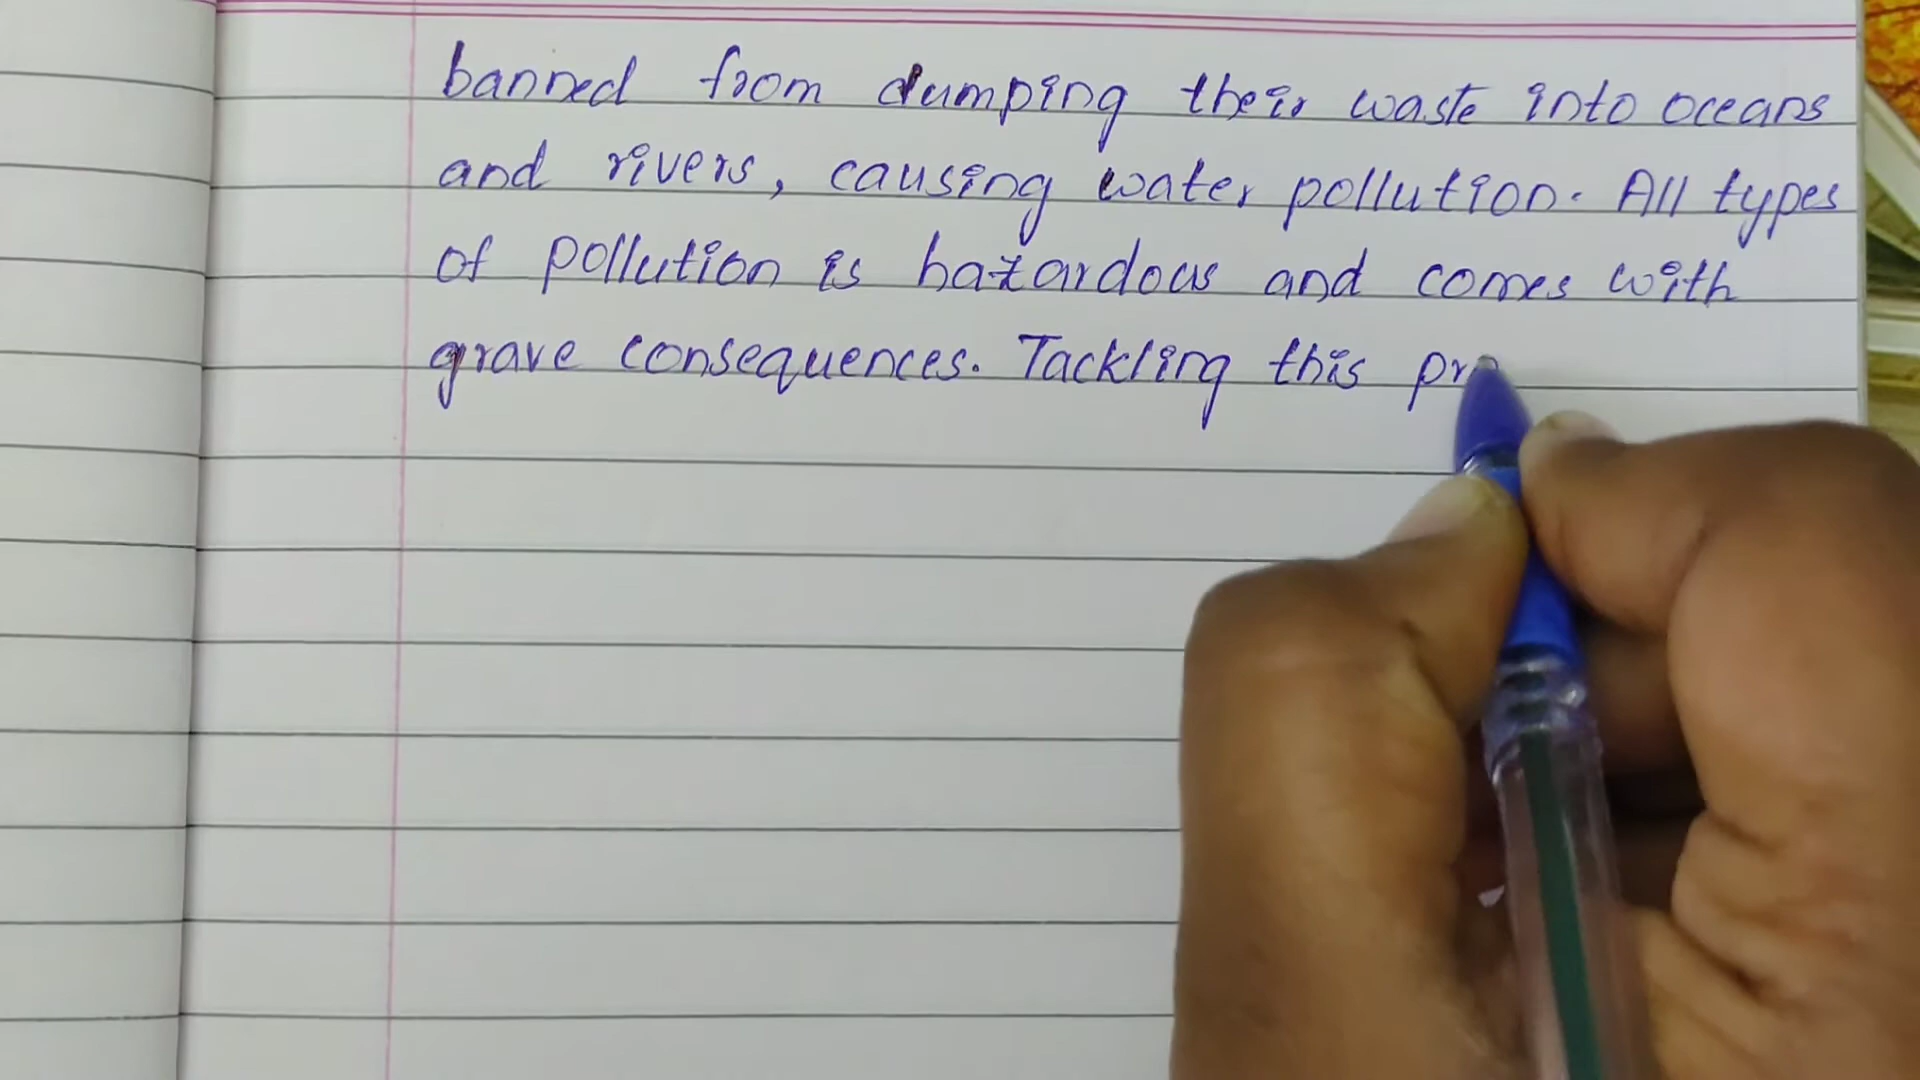 banned from dumping their waste into oceans
and rivers, causing water pollution. All types
of pollution is hazardous and comes with
grave consequences. Tackling this